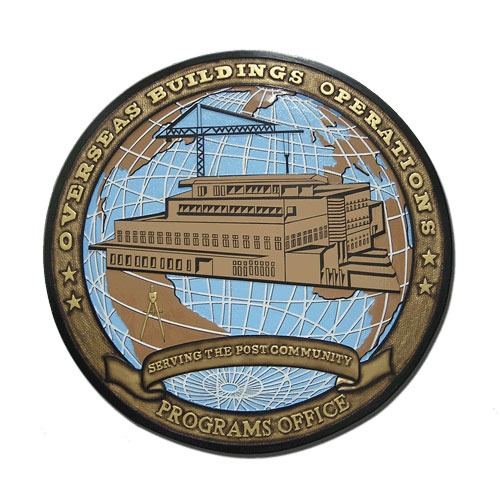 OVERSEAS BUILDINGS OPERATIONS
SERVING THE POST COMMUNITY
PROGRAMS OFFICE